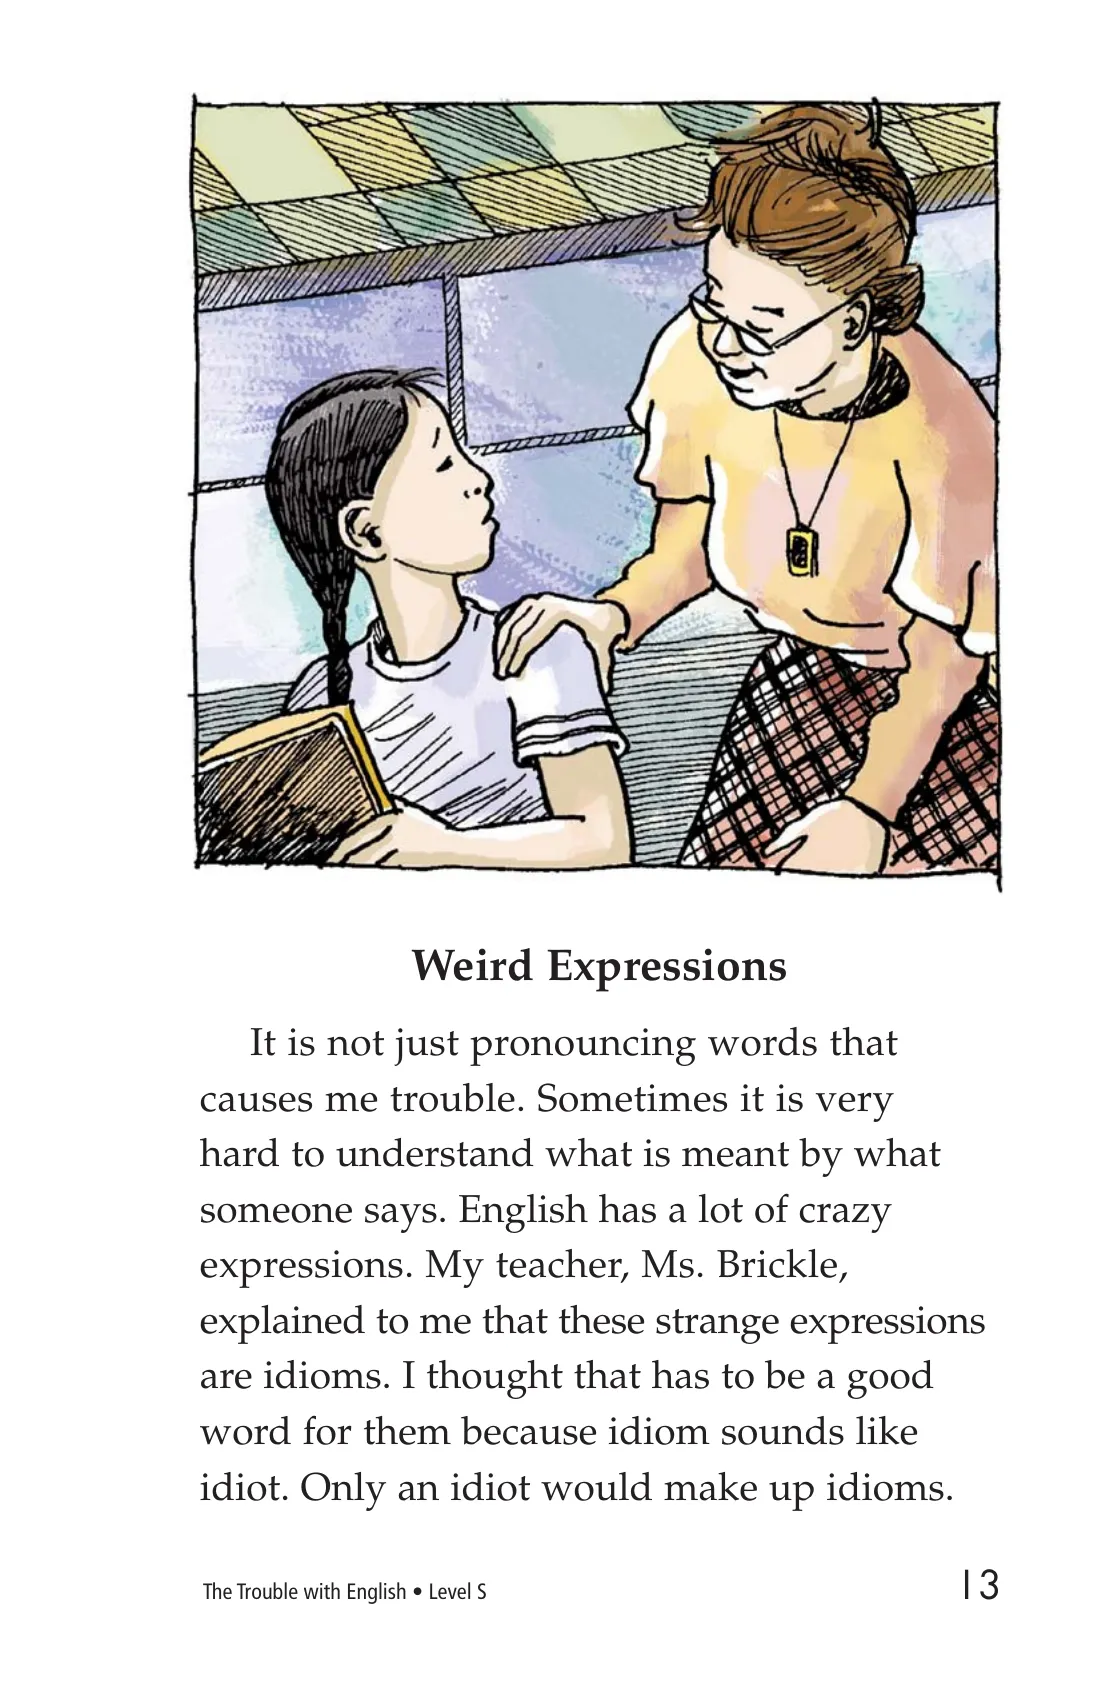 Weird Expressions
It is not just pronouncing words that
causes me trouble. Sometimes it is very
hard to understand what is meant by what
someone says. English has a lot of crazy
expressions. My teacher, Ms. Brickle,
explained to me that these strange expressions
are idioms. I thought that has to be a good
word for them because idiom sounds like
idiot. Only an idiot would make up idioms.
The Trouble with English • Level S
13